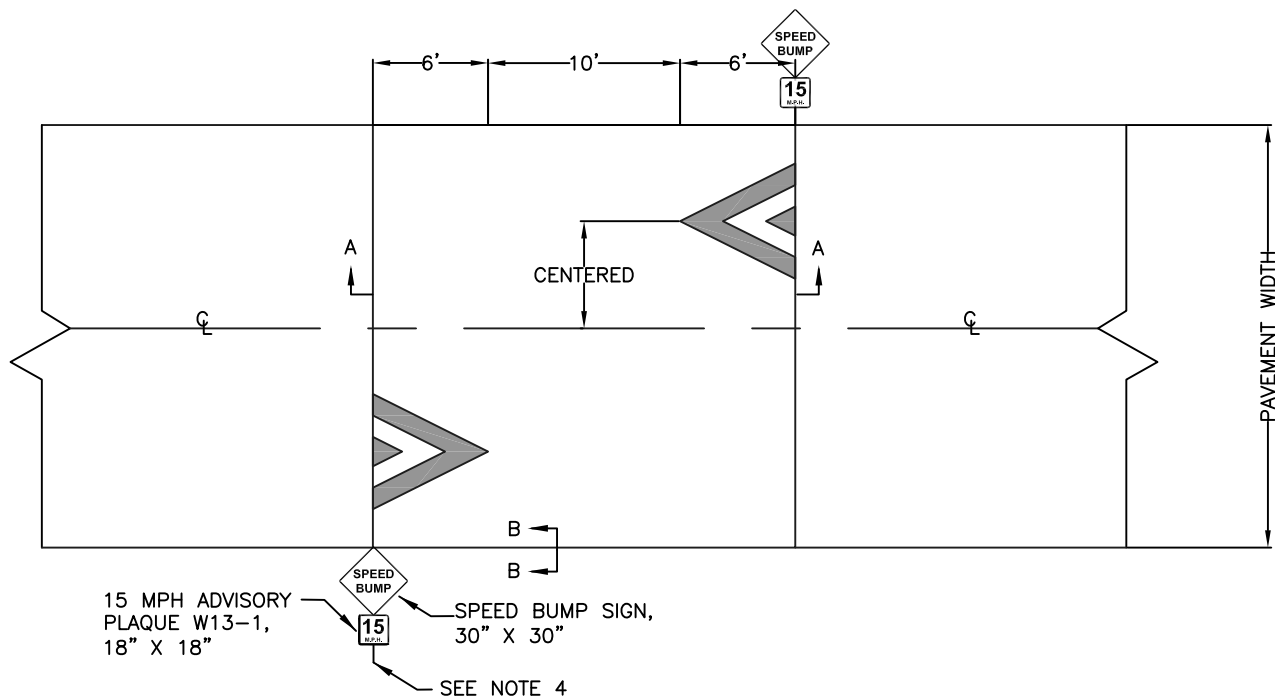 SPEED
BUMP
6' 10' 6'
15
M.P.H.
A A
CENTERED
℄ ℄
PAVEMENT WIDTH
B
B
SPEED
BUMP
15 MPH ADVISORY
PLAQUE W13-1,
18" X 18"
SPEED BUMP SIGN,
30" X 30"
15
M.P.H.
SEE NOTE 4